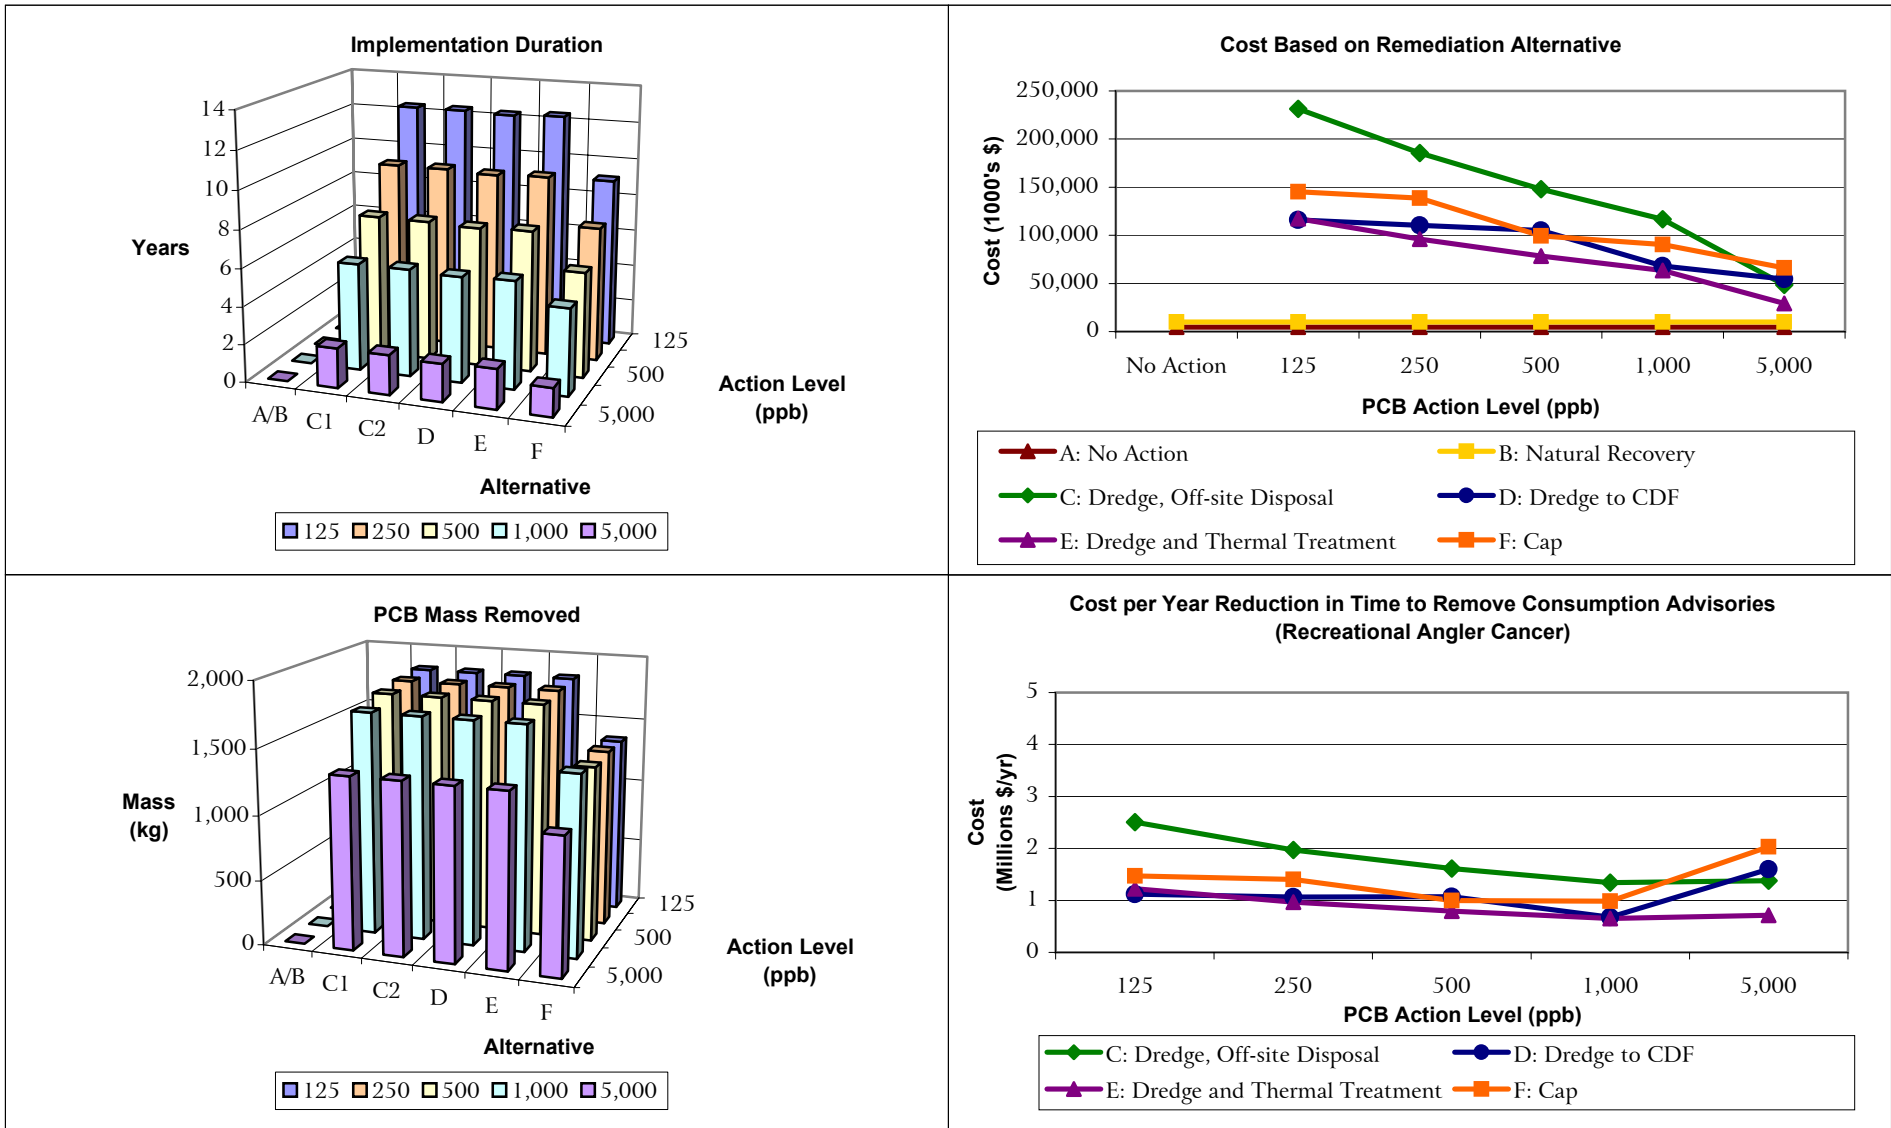 Implementation Duration
14
12
10
8
6
4
2
0
Years
A/B
C1
C2
D
E
F
125
500
5,000
Action Level
(ppb)
Alternative
125 250 500 1,000 5,000
Cost Based on Remediation Alternative
250,000
200,000
150,000
100,000
50,000
0
Cost (1000's $)
No Action 125 250 500 1,000 5,000
PCB Action Level (ppb)
A: No Action B: Natural Recovery
C: Dredge, Off-site Disposal D: Dredge to CDF
E: Dredge and Thermal Treatment F: Cap
PCB Mass Removed
2,000
1,500
1,000
500
0
Mass
(kg)
A/B
C1
C2
D
E
F
125
500
5,000
Action Level
(ppb)
Alternative
125 250 500 1,000 5,000
Cost per Year Reduction in Time to Remove Consumption Advisories
(Recreational Angler Cancer)
5
4
3
2
1
0
Cost
(Millions $/yr)
125 250 500 1,000 5,000
PCB Action Level (ppb)
C: Dredge, Off-site Disposal D: Dredge to CDF
E: Dredge and Thermal Treatment F: Cap